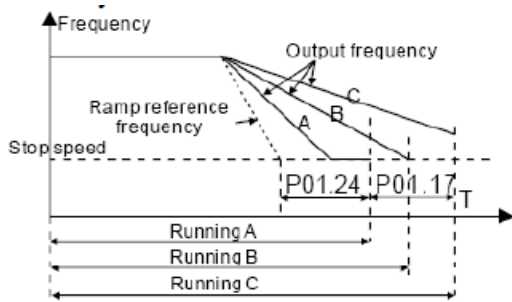 Frequency
Output frequency
Ramp reference
frequency
A
B
C
Stop speed
P01.24
P01.17
T
Running A
Running B
Running C